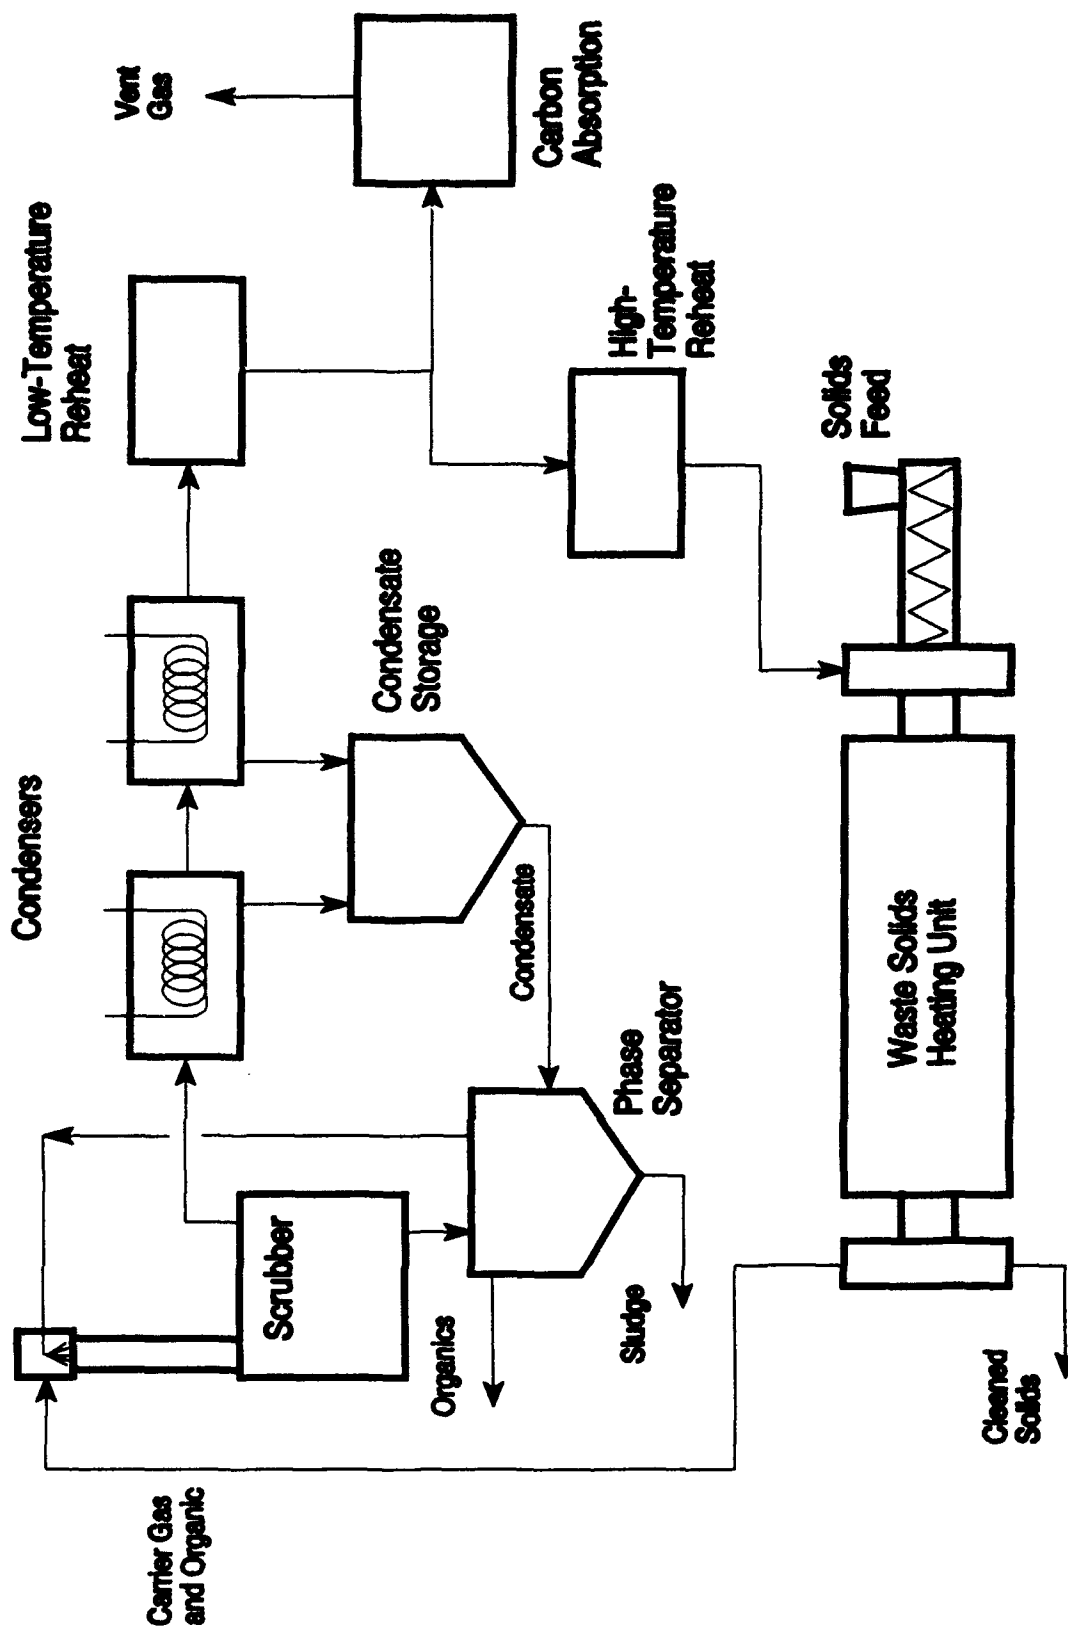 Carrier Gas
and Organic
Scrubber
Condensers
Low-Temperature
Reheat
Vent
Gas
Carbon
Absorption
Condensate
Storage
Condensate
Organics
Phase
Separator
Sludge
High-
Temperature
Reheat
Solids
Feed
Waste Solids
Heating Unit
Cleaned
Solids